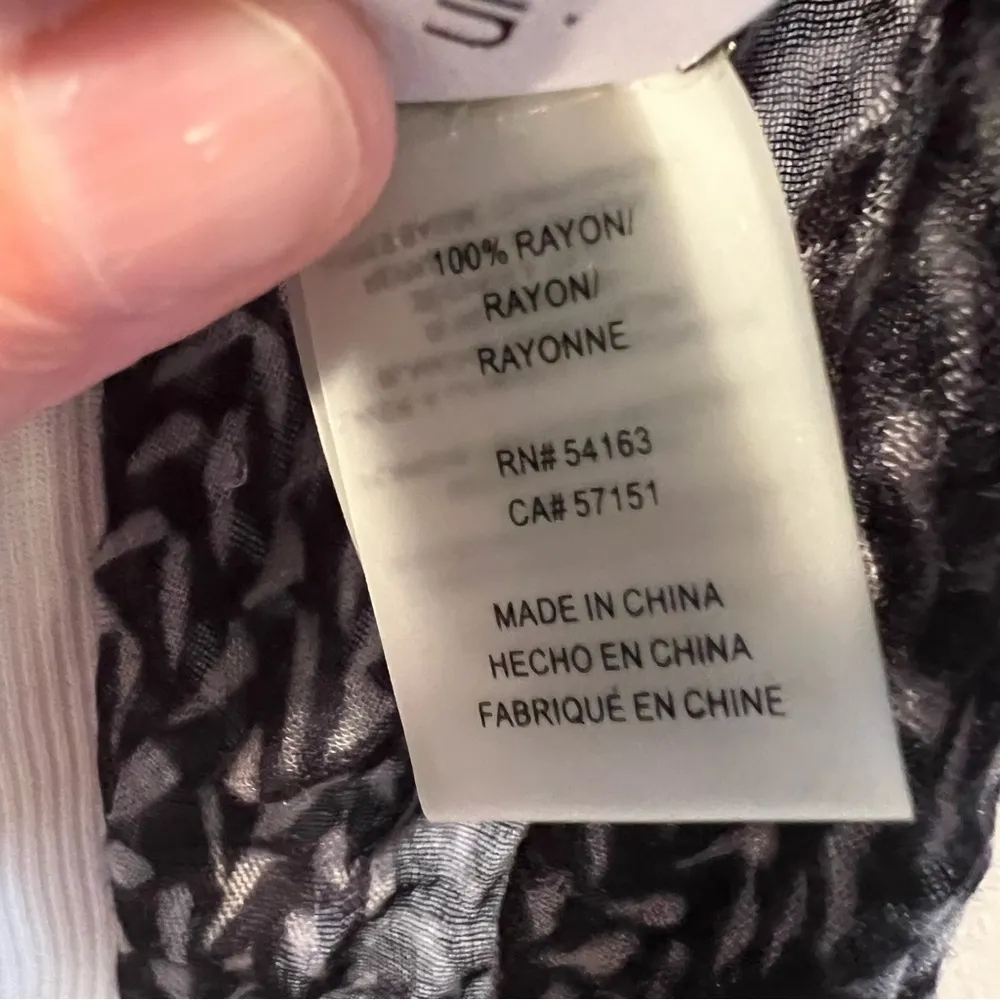 100% RAYON/
RAYON/
RAYONNE
RN# 54163
CA# 57151
MADE IN CHINA
HECHO EN CHINA
FABRIQUÉ EN CHINE